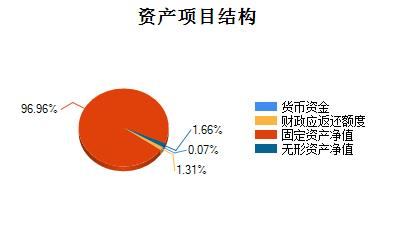 资产项目结构
96.96%
1.66%
0.07%
1.31%
货币资金
财政应返还额度
固定资产净值
无形资产净值